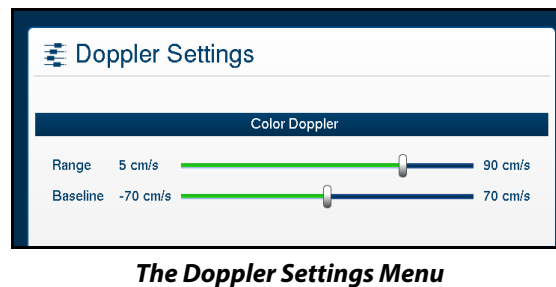 Doppler Settings
Color Doppler
Range 5 cm/s 90 cm/s
Baseline -70 cm/s 70 cm/s
The Doppler Settings Menu